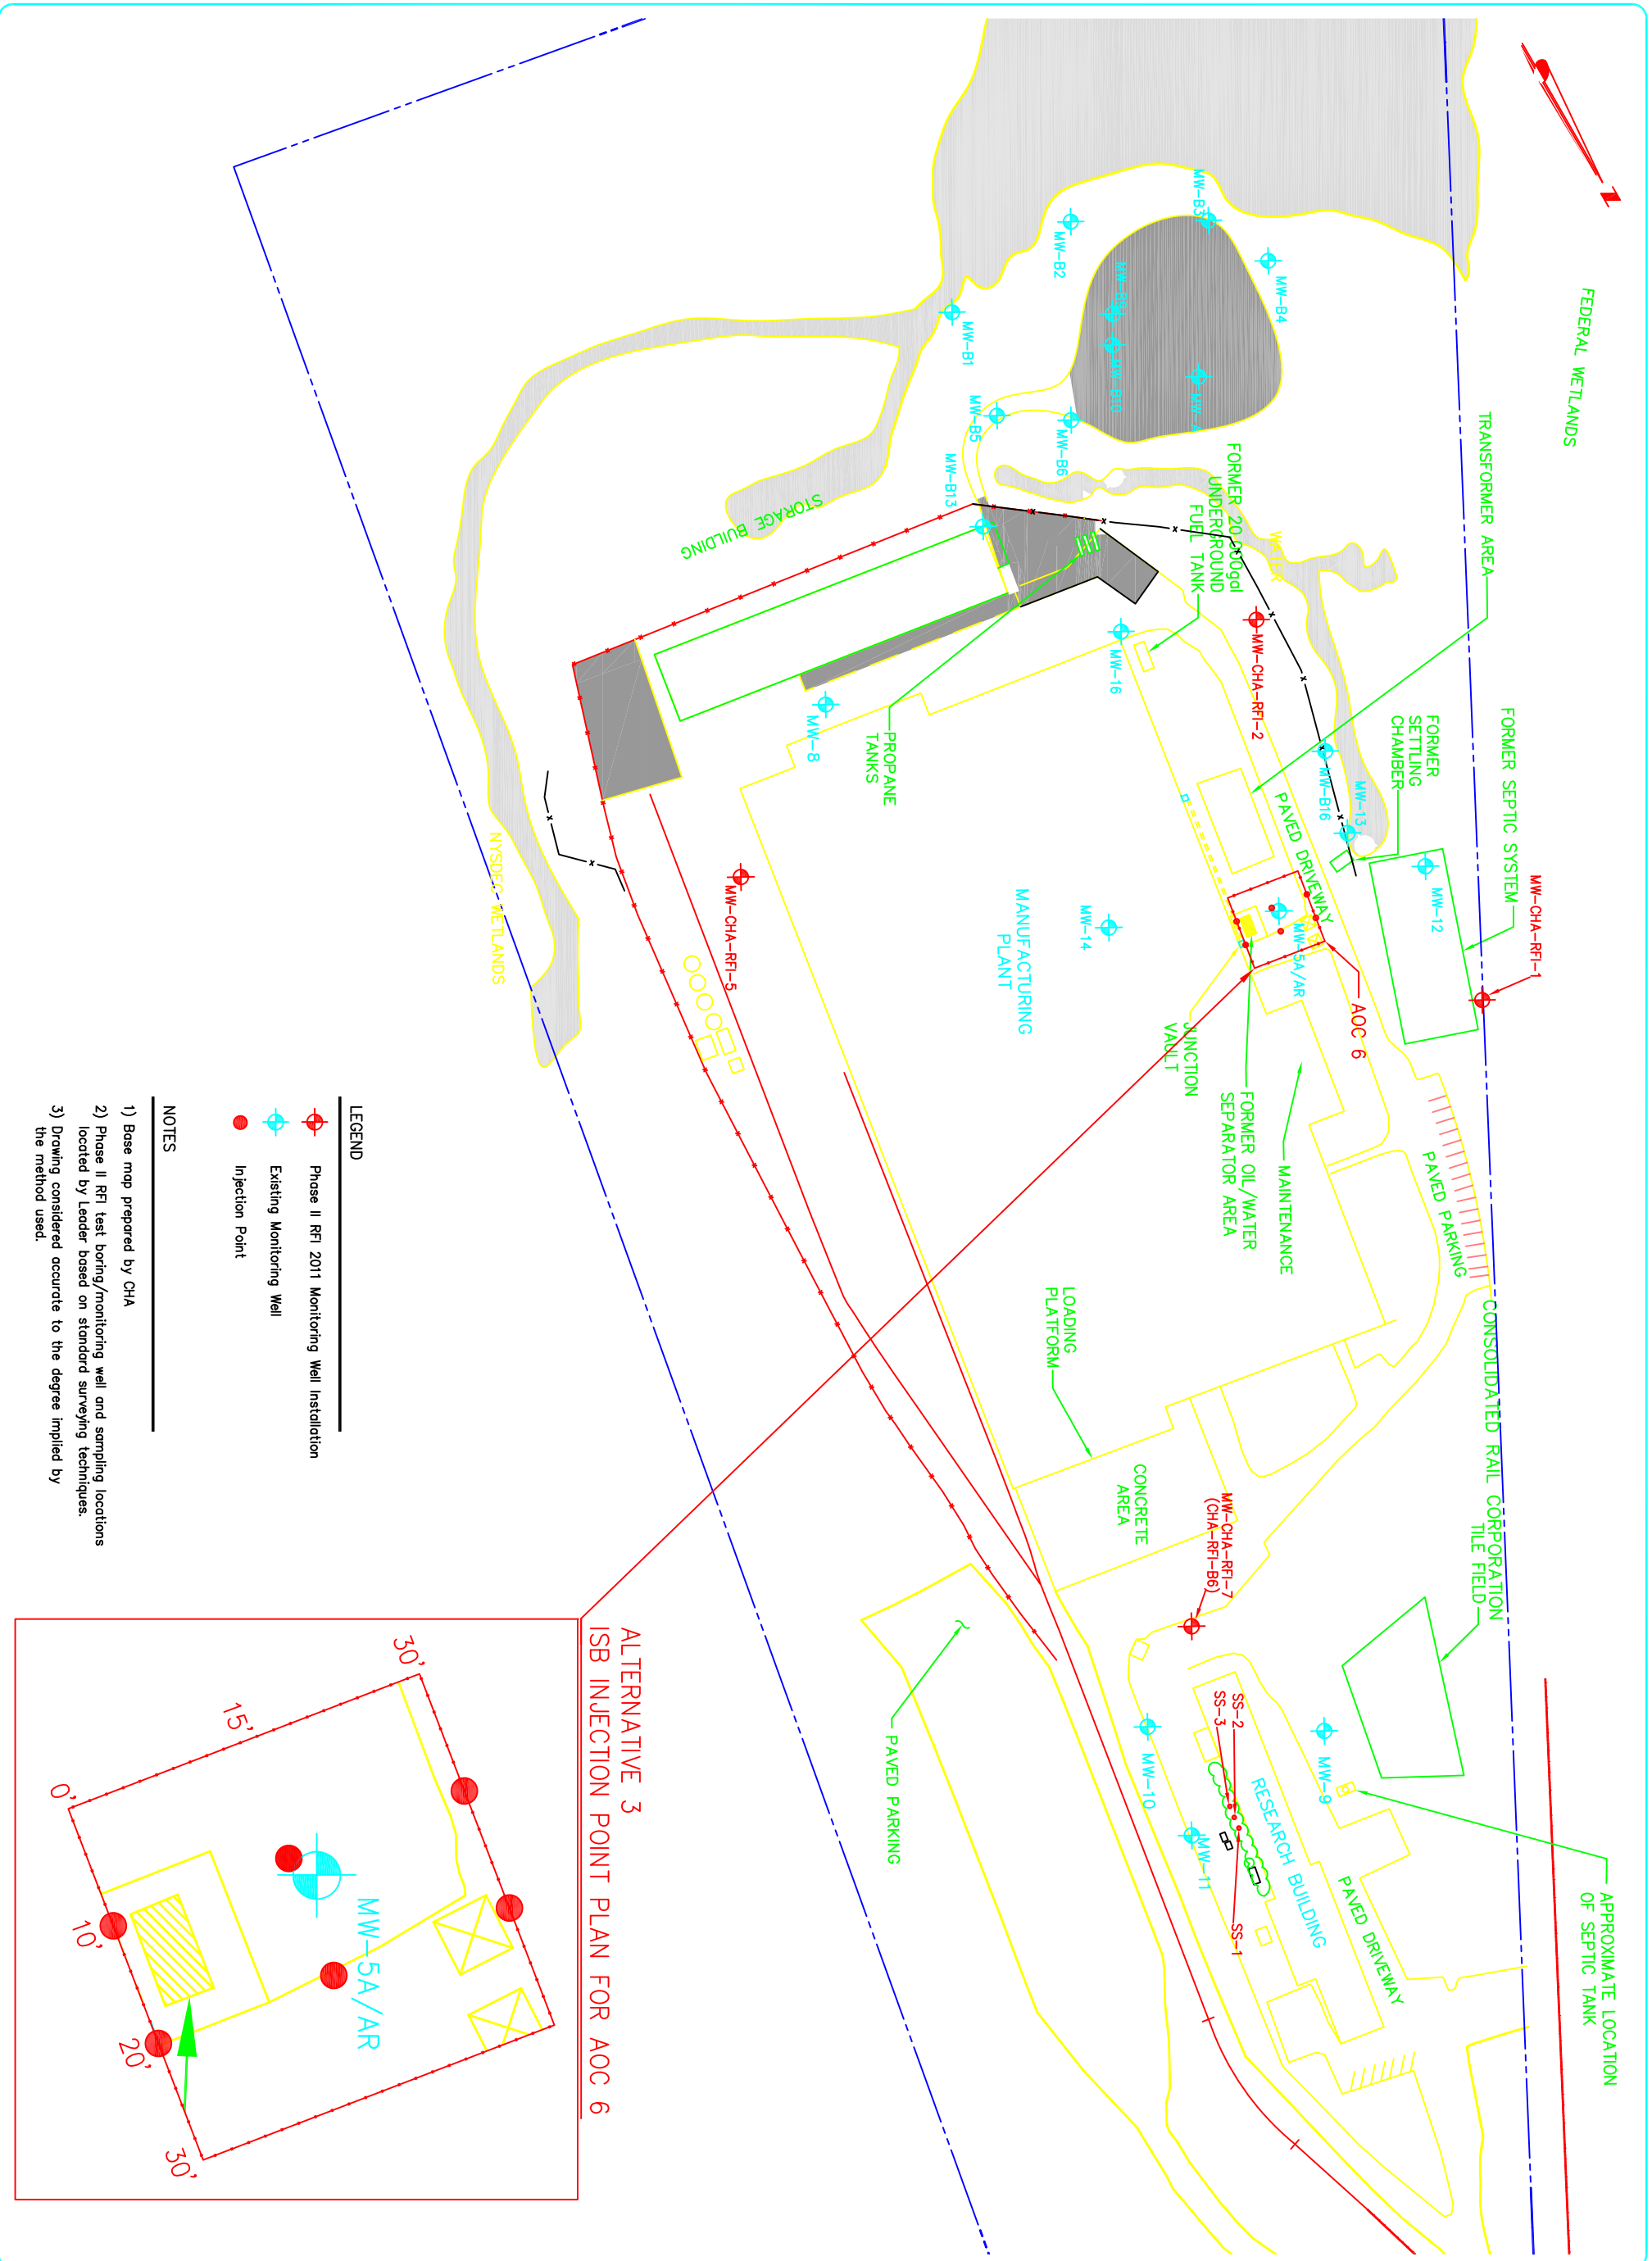 N
FEDERAL WETLANDS
TRANSFORMER AREA
FORMER SEPTIC SYSTEM
MW-CHA-RFI-1
FORMER
SETTLING
CHAMBER
MW-B3
MW-B4
MW-B2
MW-B10
MW-B1
MW-B5
MW-B6
MW-B13
FORMER 20,000gal
UNDERGROUND
FUEL TANK
WATER
MW-CHA-RFI-2
MW-16
MW-B16
MW-13
MW-12
STORAGE BUILDING
MW-8
PROPANE
TANKS
PAVED DRIVEWAY
MW-5A/AR
AOC 6
MW-CHA-RFI-5
MW-14
MANUFACTURING
PLANT
NYSDEC WETLANDS
JUNCTION
VAULT
FORMER OIL/WATER
SEPARATOR AREA
MAINTENANCE
PAVED PARKING
CONSOLIDATED RAIL CORPORATION
TILE FIELD
LOADING
PLATFORM
CONCRETE
AREA
MW-CHA-RFI-7
(CHA-RFI-B6)
SS-2
SS-3
SS-1
MW-10
MW-9
MW-11
RESEARCH BUILDING
PAVED DRIVEWAY
APPROXIMATE LOCATION
OF SEPTIC TANK
PAVED PARKING
LEGEND
Phase II RFI 2011 Monitoring Well Installation
Existing Monitoring Well
Injection Point
NOTES
1) Base map prepared by CHA
2) Phase II RFI test boring/monitoring well and sampling locations
located by Leader based on standard surveying techniques.
3) Drawing considered accurate to the degree implied by
the method used.
ALTERNATIVE 3
ISB INJECTION POINT PLAN FOR AOC 6
30'
15'
0'
10'
20'
30'
MW-5A/AR